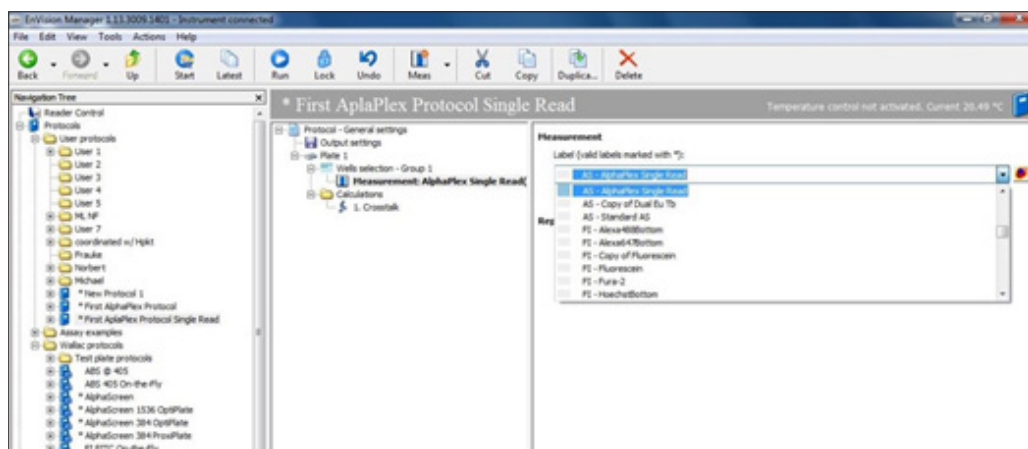 EnVision Manager 1.13.3009.1401 - Instrument connected
File Edit View Tools Actions Help
Back Forward Up Start Latest Run Lock Undo Meas Cut Copy Duplica... Delete
Navigation Tree
Reader Control
Protocols
User protocols
User 1
User 2
User 3
User 4
User 5
ML NF
User 7
coordinated w/ Hpkt
Frauke
Norbert
Michael
* New Protocol 1
* First AlphaPlex Protocol
* First AplaPlex Protocol Single Read
Assay examples
Wallac protocols
Test plate protocols
ABS @ 405
ABS 405 On-the-Fly
* AlphaScreen
* AlphaScreen 1536 OptiPlate
* AlphaScreen 384 OptiPlate
* AlphaScreen 384 ProxiPlate
FI FITC On-the-Fly
* First AplaPlex Protocol Single Read
Temperature control not activated. Current 20.49 °C
Protocol - General settings
Output settings
Plate 1
Wells selection - Group 1
Measurement: AlphaPlex Single Read(
Calculations
1. Crosstalk
Measurement
Label (valid labels marked with *):
AS - AlphaPlex Single Read
AS - AlphaPlex Single Read
AS - Copy of Dual Eu Tb
AS - Standard AS
FI - Alexa488Bottom
FI - Alexa647Bottom
FI - Copy of Fluorescein
FI - Fluorescein
FI - Fura-2
FI - HoechstBottom
Rep